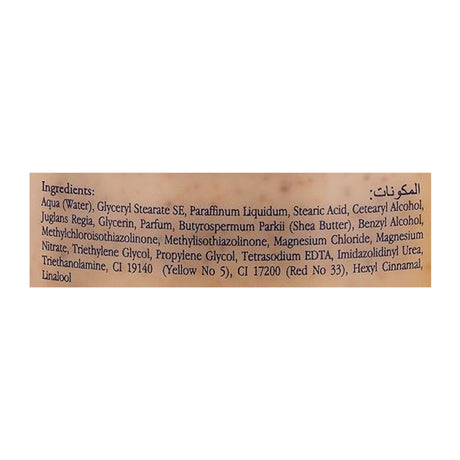 Ingredients: المكونات:
Aqua (Water), Glyceryl Stearate SE, Paraffinum Liquidum, Stearic Acid, Cetearyl Alcohol,
Juglans Regia, Glycerin, Parfum, Butyrospermum Parkii (Shea Butter), Benzyl Alcohol,
Methylchloroisothiazolinone, Methylisothiazolinone, Magnesium Chloride, Magnesium
Nitrate, Triethylene Glycol, Propylene Glycol, Tetrasodium EDTA, Imidazolidinyl Urea,
Triethanolamine, CI 19140 (Yellow No 5), CI 17200 (Red No 33), Hexyl Cinnamal,
Linalool